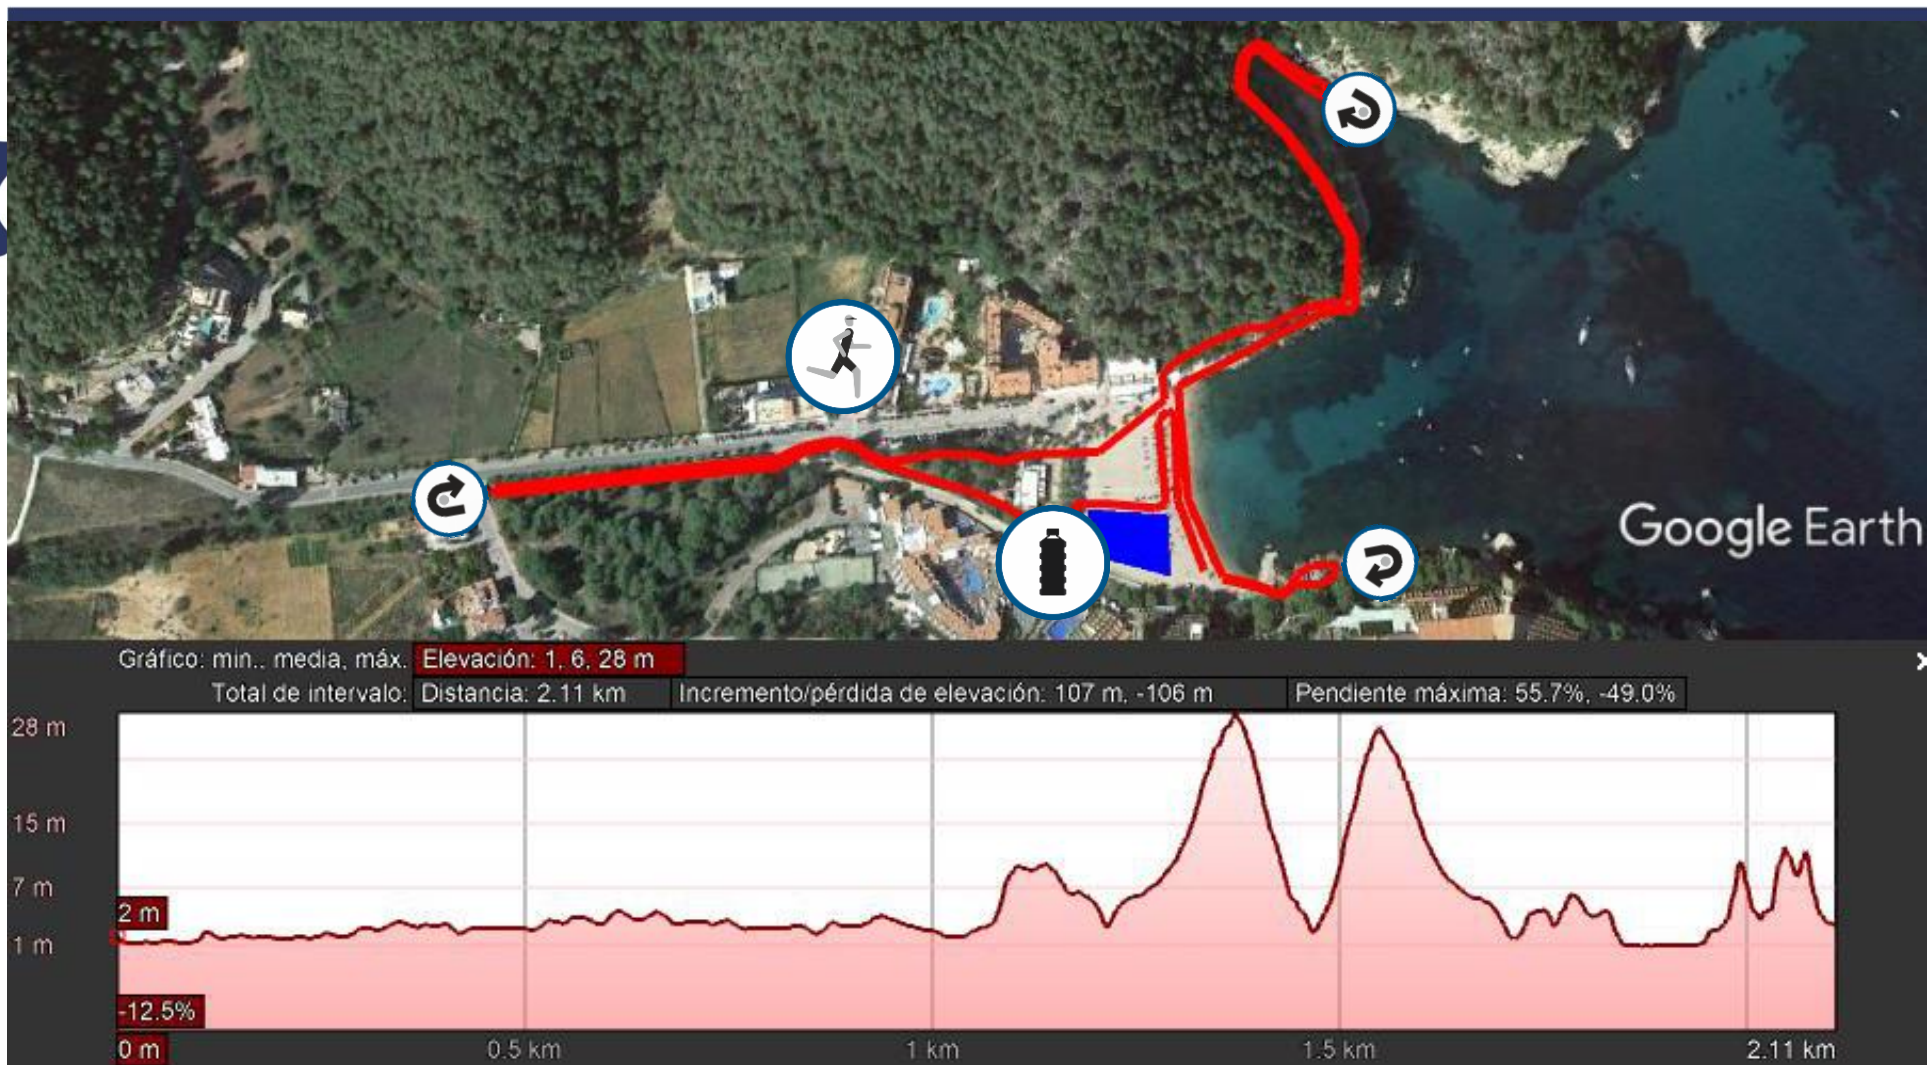 Google Earth
Gráfico: min.. media, máx. Elevación: 1, 6, 28 m
Total de intervalo: Distancia: 2.11 km Incremento/pérdida de elevación: 107 m, -106 m Pendiente máxima: 55.7%, -49.0%
28 m
15 m
7 m
2 m
1 m
-12.5%
0 m 0.5 km 1 km 1.5 km 2.11 km